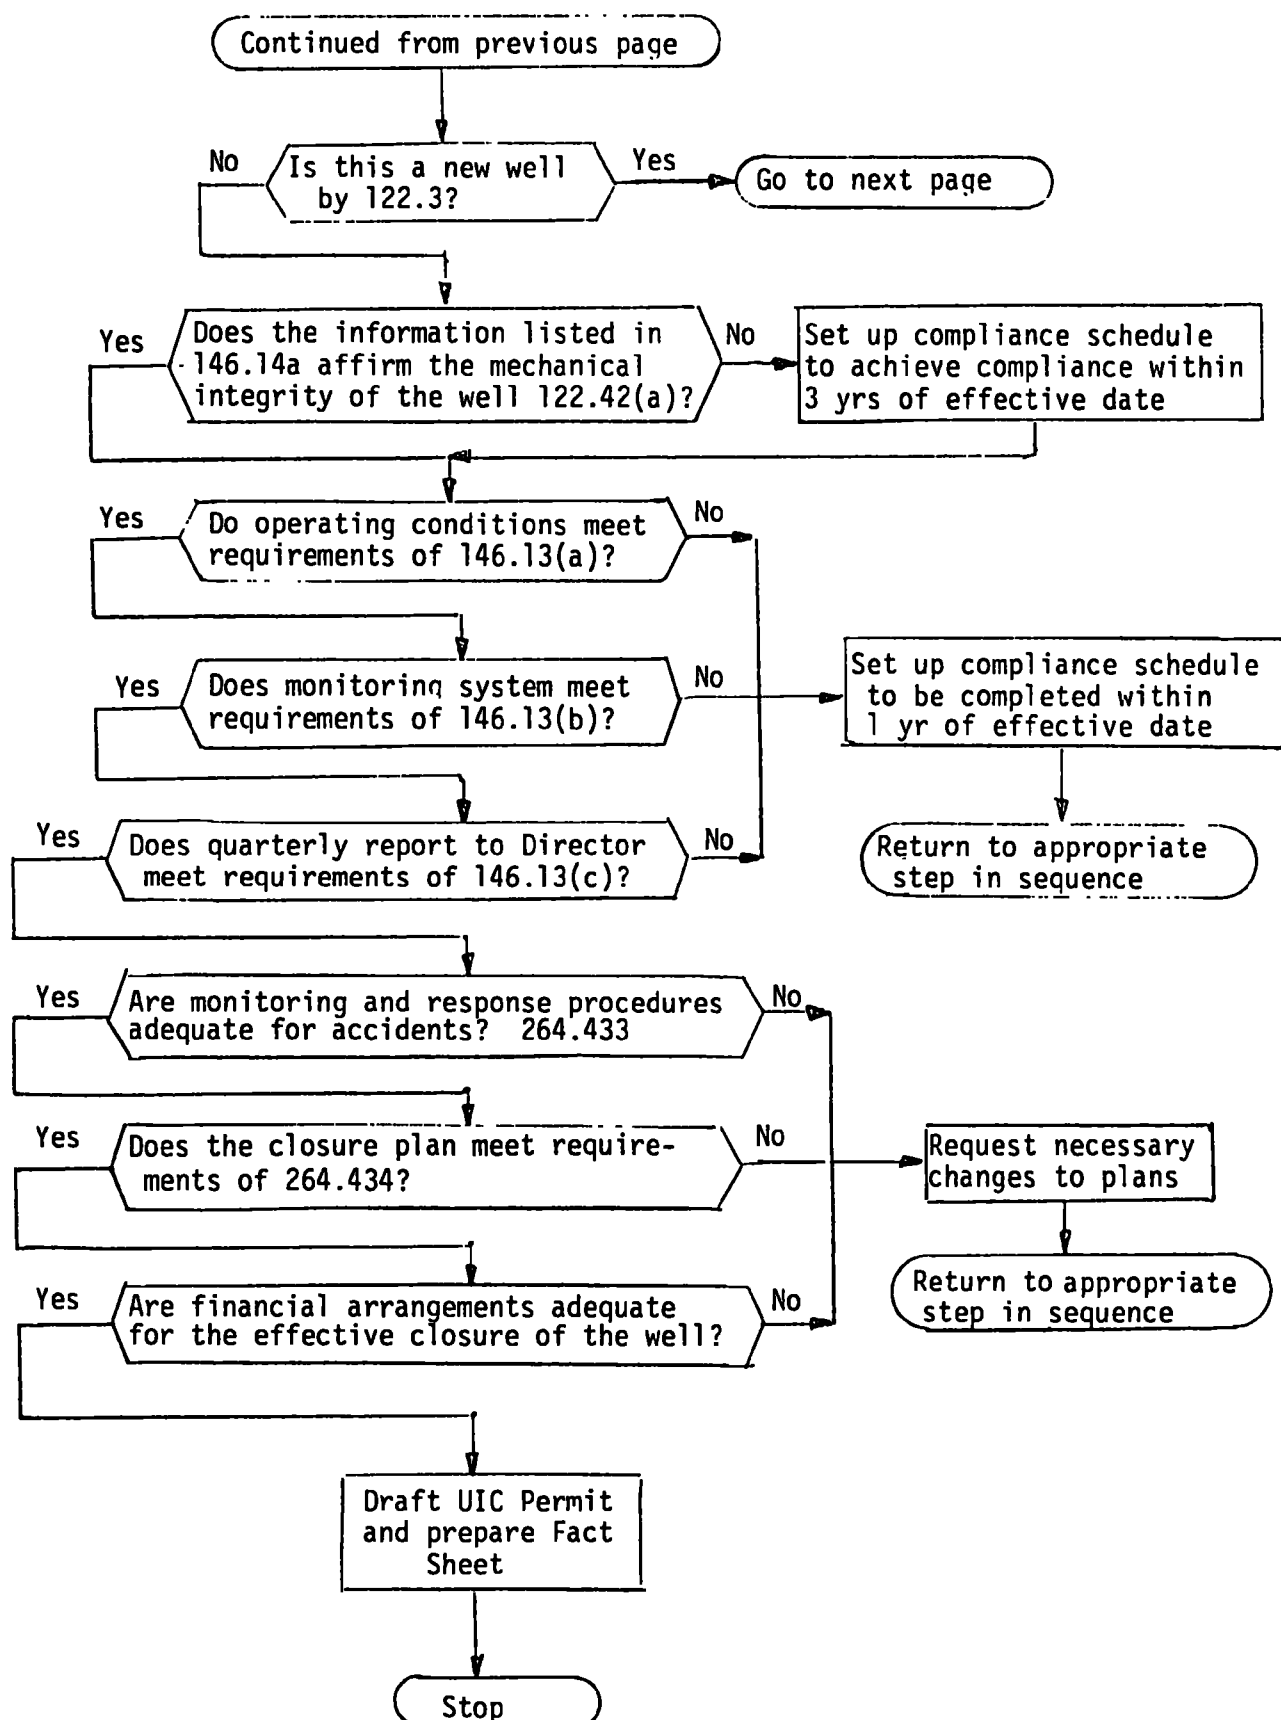 Continued from previous page
No
Is this a new well
by 122.3?
Yes
Go to next page
Yes
Does the information listed in
146.14a affirm the mechanical
integrity of the well 122.42(a)?
No
Set up compliance schedule
to achieve compliance within
3 yrs of effective date
Yes
Do operating conditions meet
requirements of 146.13(a)?
No
Yes
Does monitoring system meet
requirements of 146.13(b)?
No
Set up compliance schedule
to be completed within
1 yr of effective date
Yes
Does quarterly report to Director
meet requirements of 146.13(c)?
No
Return to appropriate
step in sequence
Yes
Are monitoring and response procedures
adequate for accidents? 264.433
No
Yes
Does the closure plan meet require-
ments of 264.434?
No
Request necessary
changes to plans
Yes
Are financial arrangements adequate
for the effective closure of the well?
No
Return to appropriate
step in sequence
Draft UIC Permit
and prepare Fact
Sheet
Stop